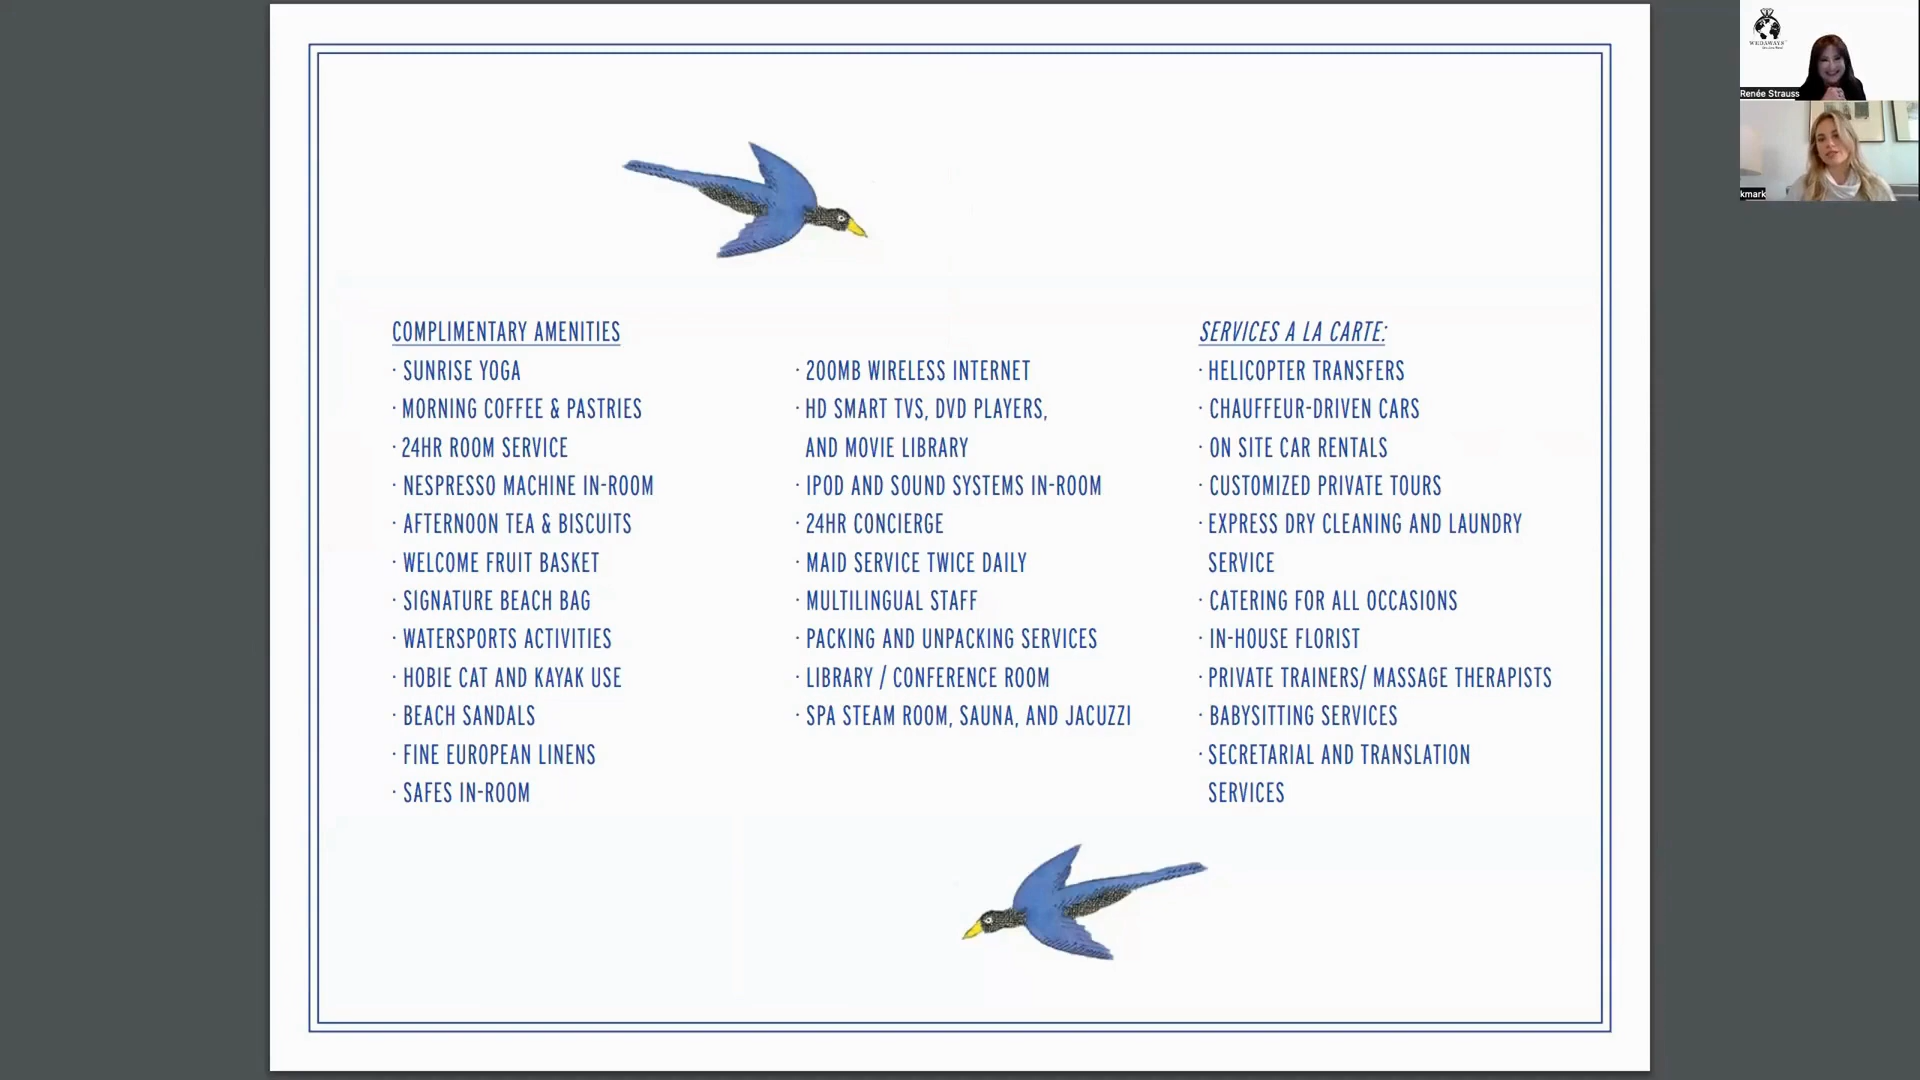 COMPLIMENTARY AMENITIES
· SUNRISE YOGA
· MORNING COFFEE & PASTRIES
· 24HR ROOM SERVICE
· NESPRESSO MACHINE IN-ROOM
· AFTERNOON TEA & BISCUITS
· WELCOME FRUIT BASKET
· SIGNATURE BEACH BAG
· WATERSPORTS ACTIVITIES
· HOBIE CAT AND KAYAK USE
· BEACH SANDALS
· FINE EUROPEAN LINENS
· SAFES IN-ROOM
· 200MB WIRELESS INTERNET
· HD SMART TVS, DVD PLAYERS,
AND MOVIE LIBRARY
· IPOD AND SOUND SYSTEMS IN-ROOM
· 24HR CONCIERGE
· MAID SERVICE TWICE DAILY
· MULTILINGUAL STAFF
· PACKING AND UNPACKING SERVICES
· LIBRARY / CONFERENCE ROOM
· SPA STEAM ROOM, SAUNA, AND JACUZZI
SERVICES A LA CARTE:
· HELICOPTER TRANSFERS
· CHAUFFEUR-DRIVEN CARS
· ON SITE CAR RENTALS
· CUSTOMIZED PRIVATE TOURS
· EXPRESS DRY CLEANING AND LAUNDRY
SERVICE
· CATERING FOR ALL OCCASIONS
· IN-HOUSE FLORIST
· PRIVATE TRAINERS/ MASSAGE THERAPISTS
· BABYSITTING SERVICES
· SECRETARIAL AND TRANSLATION
SERVICES
WEDAWAYS
Renée Strauss
kmark